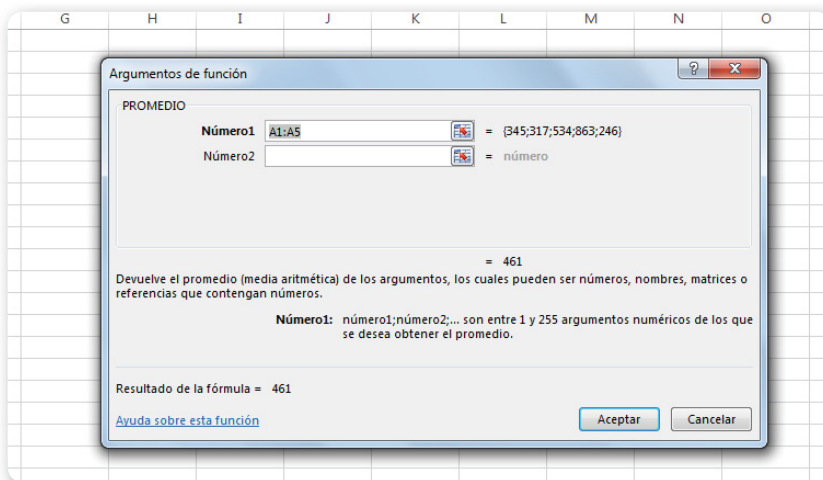 G H I J K L M N O
Argumentos de función
?
PROMEDIO
Número1 A1:A5 = {345;317;534;863;246}
Número2 = número
= 461
Devuelve el promedio (media aritmética) de los argumentos, los cuales pueden ser números, nombres, matrices o
referencias que contengan números.
Número1: número1;número2;... son entre 1 y 255 argumentos numéricos de los que
se desea obtener el promedio.
Resultado de la fórmula = 461
Ayuda sobre esta función
Aceptar Cancelar